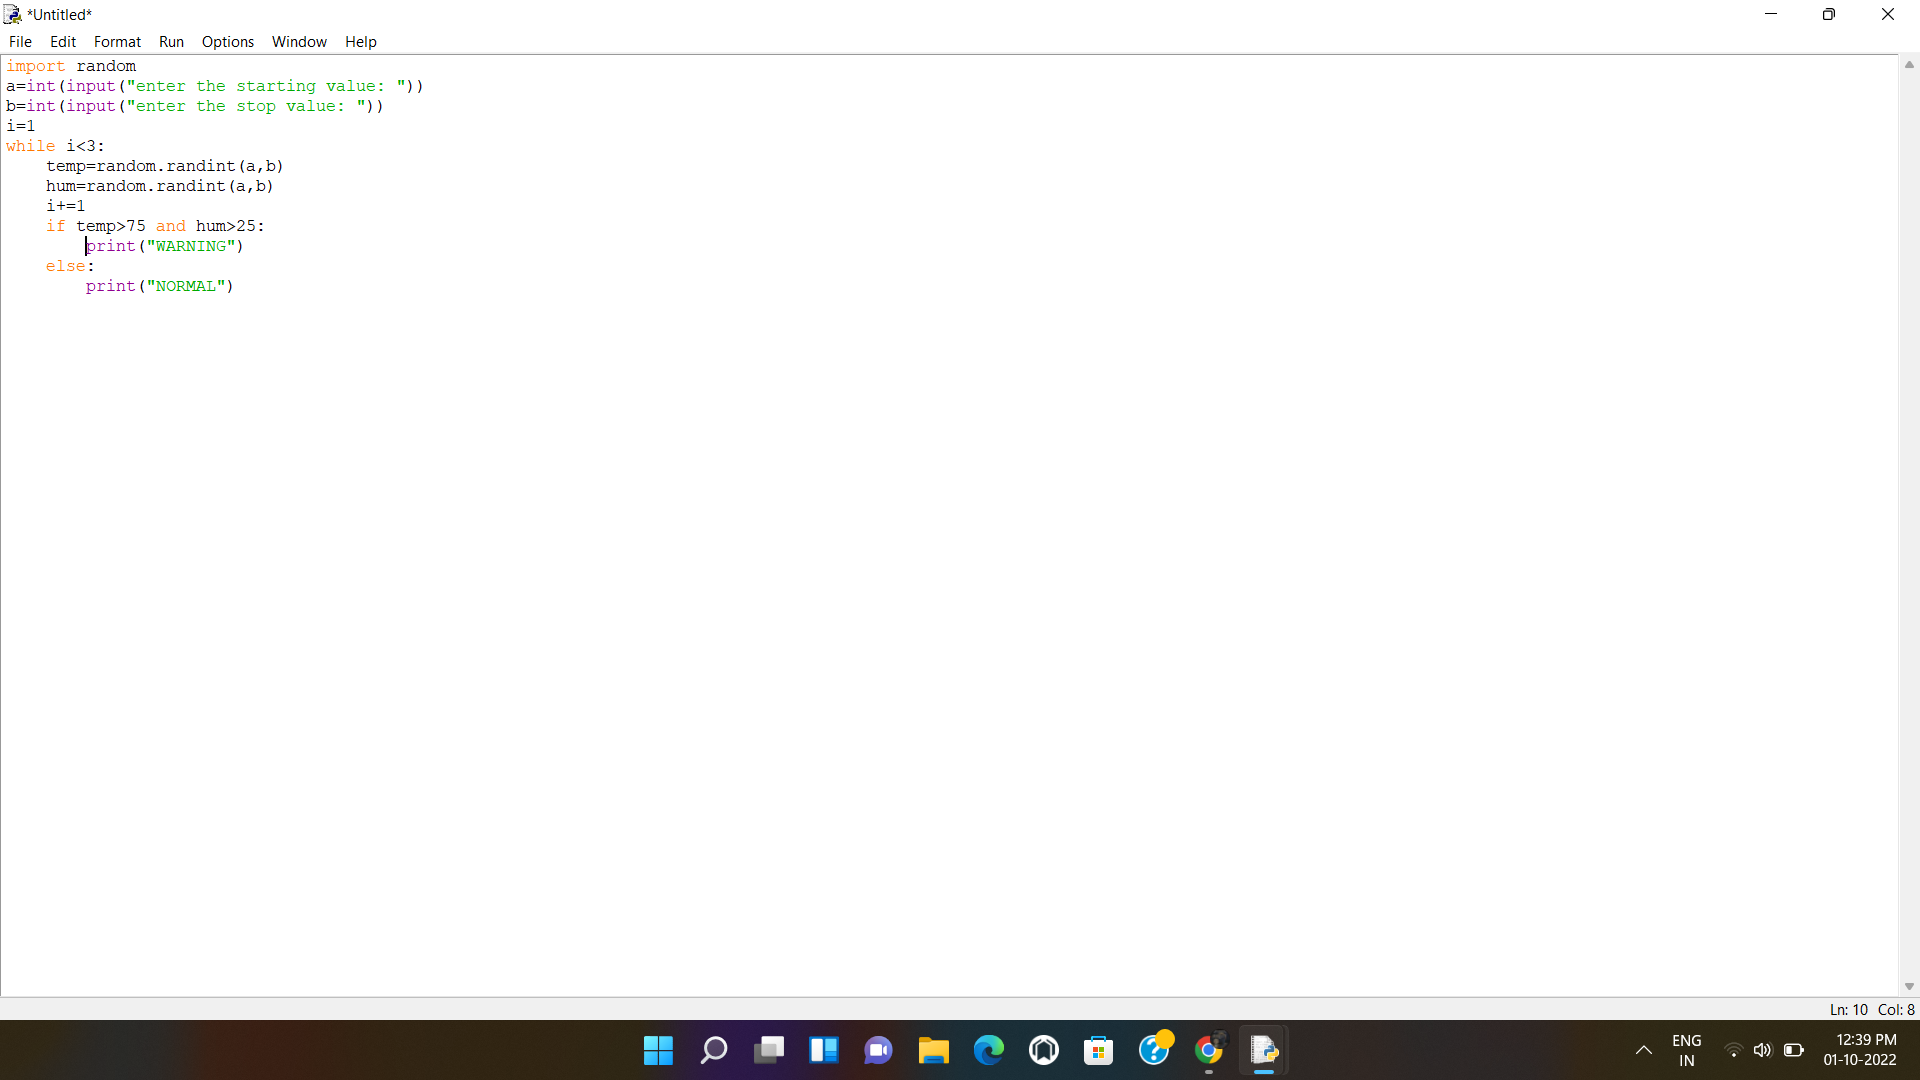 *Untitled*
File Edit Format Run Options Window Help
import random
a=int(input("enter the starting value: "))
b=int(input("enter the stop value: "))
i=1
while i<3:
    temp=random.randint(a,b)
    hum=random.randint(a,b)
    i+=1
    if temp>75 and hum>25:
        print("WARNING")
    else:
        print("NORMAL")
Ln: 10 Col: 8
ENG
IN
12:39 PM
01-10-2022